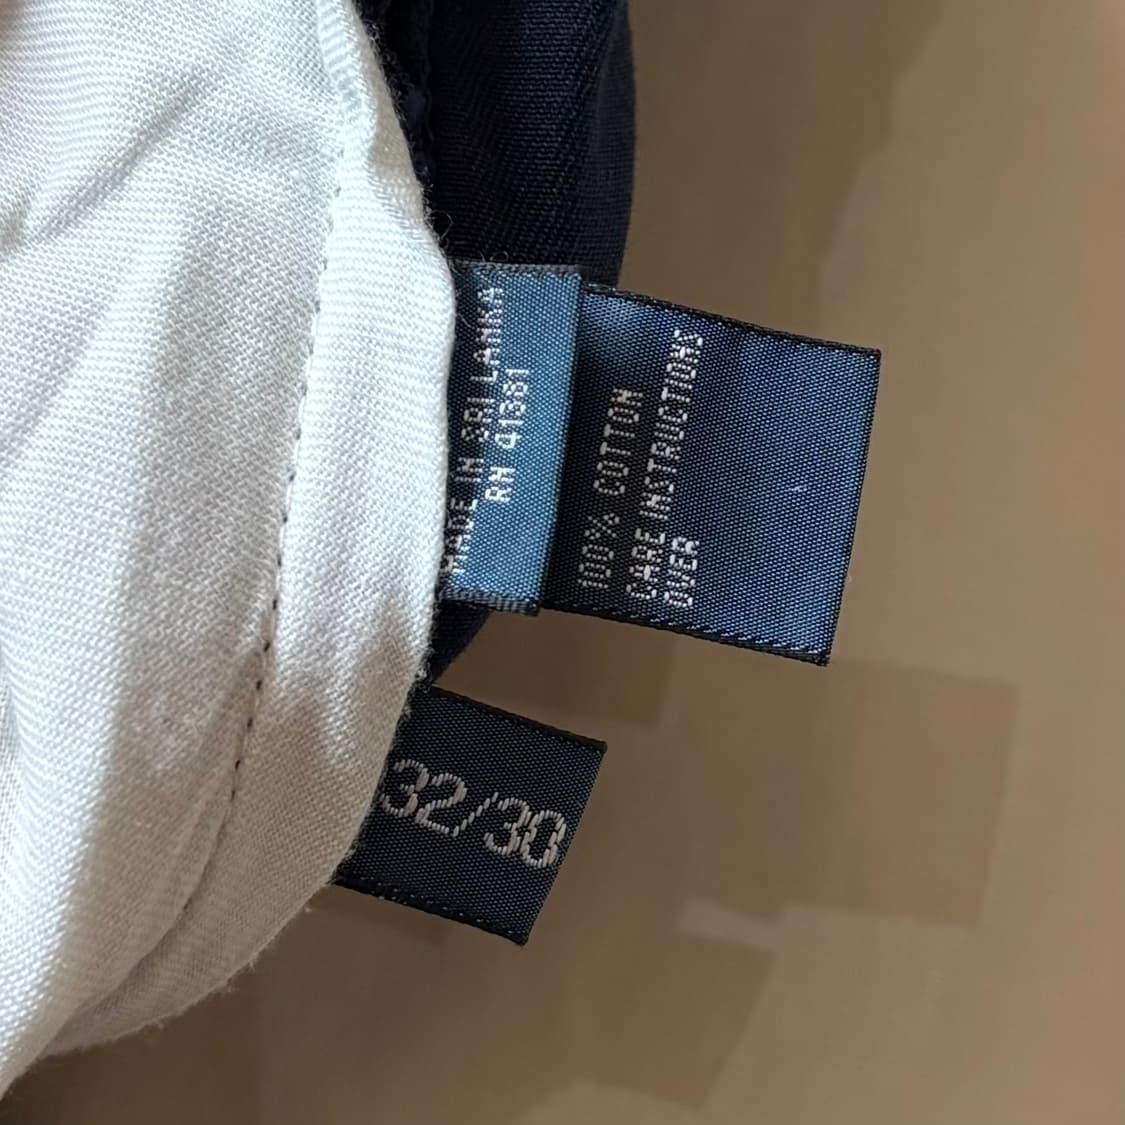 MADE IN SRI LANKA
RN 41381
100% COTTON
CARE INSTRUCTIONS
OVER
32/30